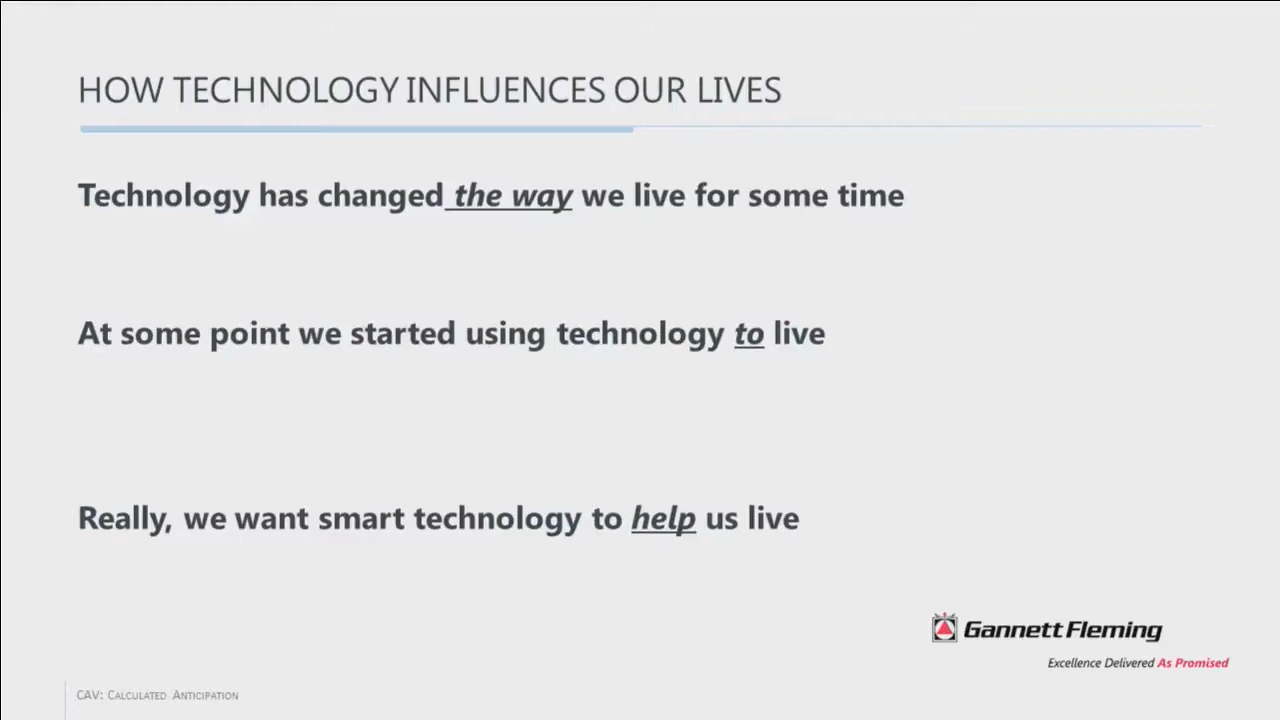 HOW TECHNOLOGY INFLUENCES OUR LIVES
Technology has changed the way we live for some time
At some point we started using technology to live
Really, we want smart technology to help us live
Gannett Fleming
Excellence Delivered As Promised
CAV: CALCULATED ANTICIPATION